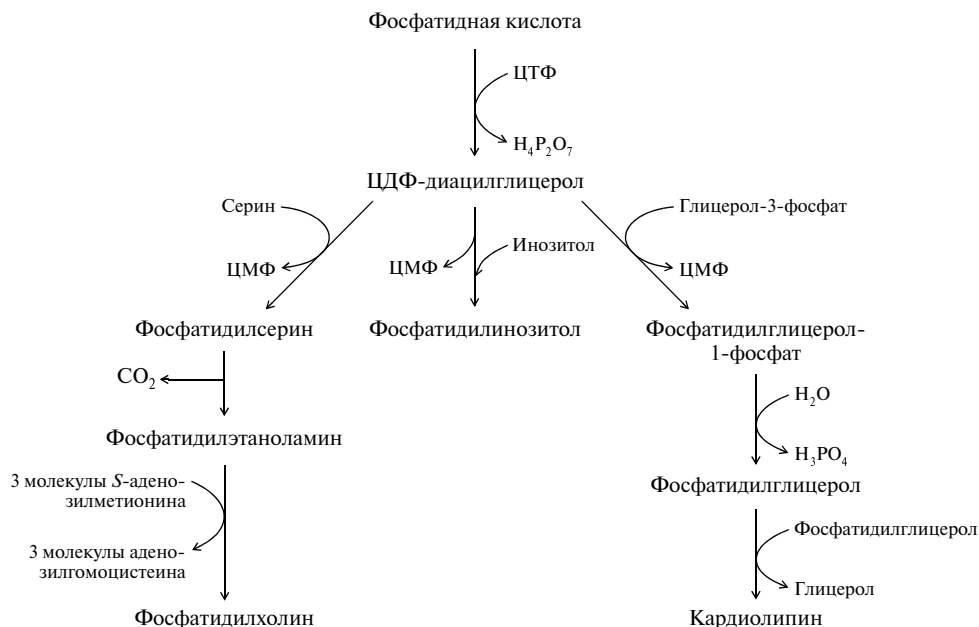 Фосфатидная кислота
ЦТФ
H₄P₂O₇
ЦДФ-диацилглицерол
Серин
Глицерол-3-фосфат
Инозитол
ЦМФ
ЦМФ
ЦМФ
Фосфатидилсерин
Фосфатидилинозитол
Фосфатидилглицерол-
1-фосфат
CO₂
H₂O
Фосфатидилэтаноламин
H₃PO₄
Фосфатидилглицерол
3 молекулы S-адено-
зилметионина
Фосфатидилглицерол
3 молекулы адено-
зилгомоцистеина
Глицерол
Фосфатидилхолин
Кардиолипин